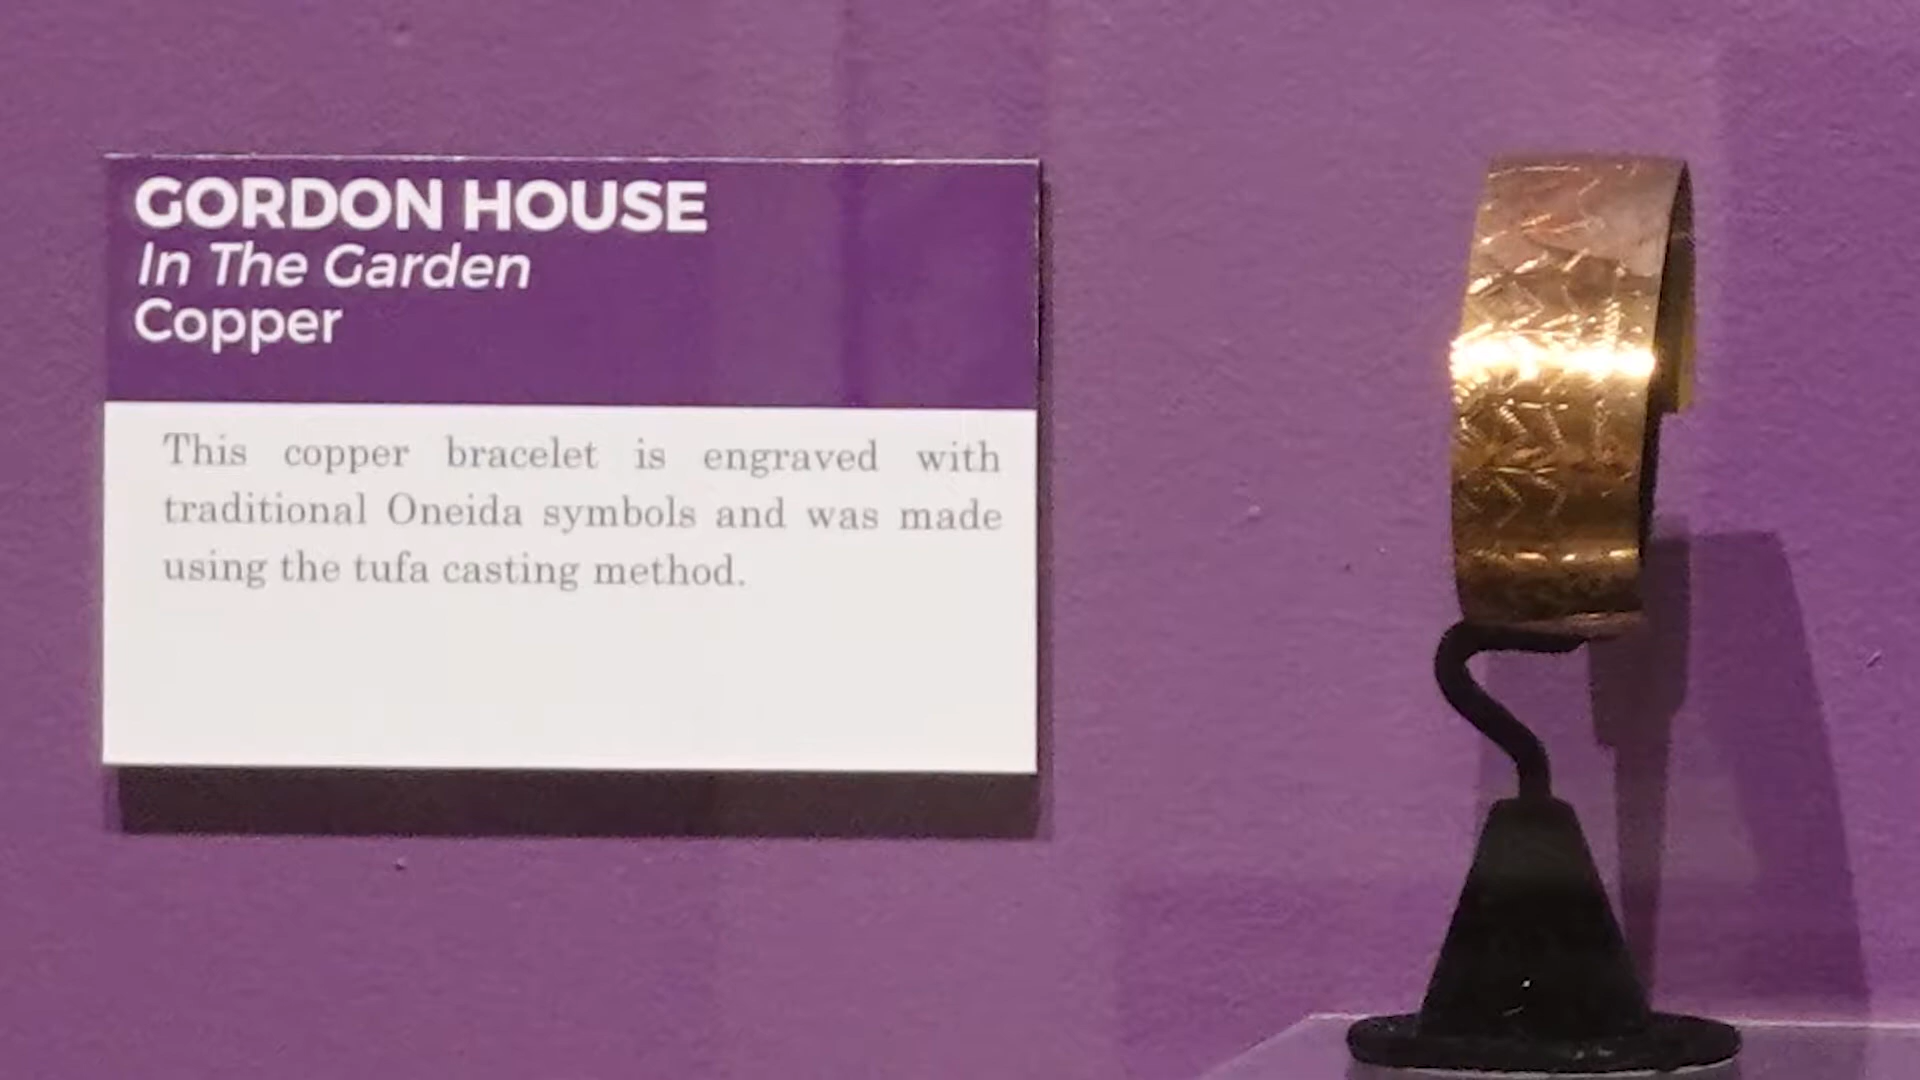 GORDON HOUSE
In The Garden
Copper
This copper bracelet is engraved with
traditional Oneida symbols and was made
using the tufa casting method.